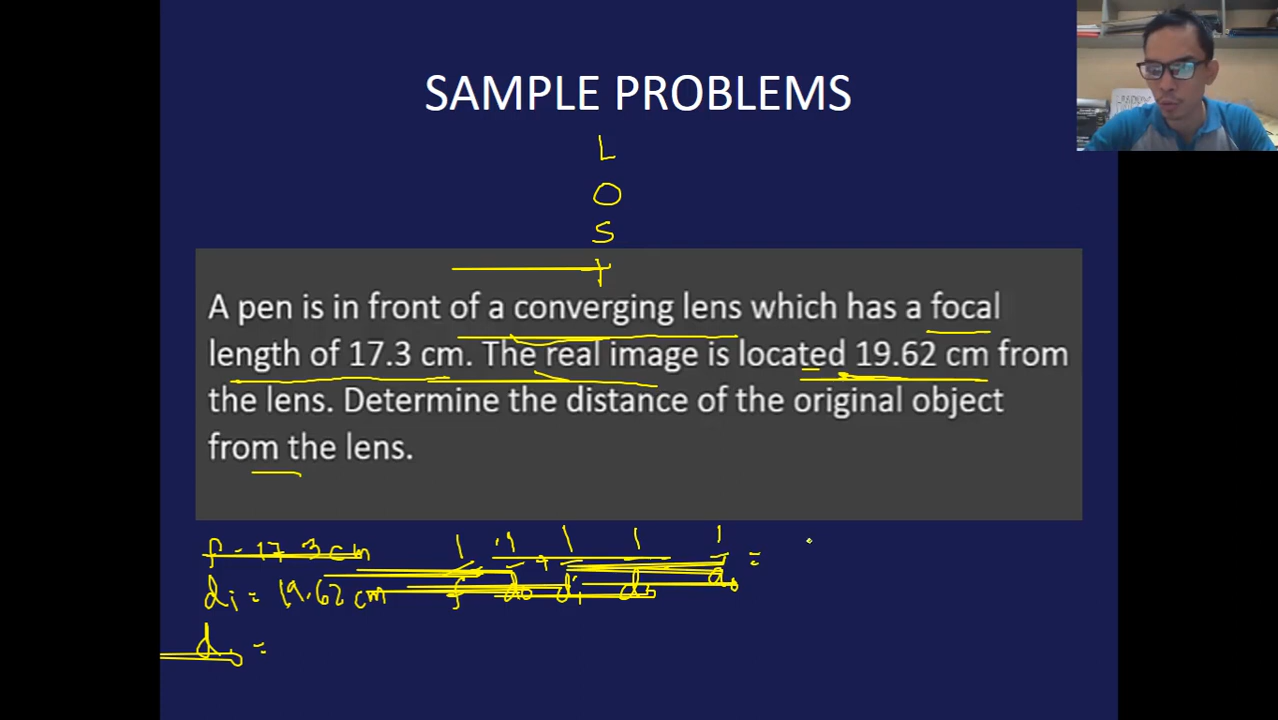 SAMPLE PROBLEMS
L
O
S
T
A pen is in front of a converging lens which has a focal
length of 17.3 cm. The real image is located 19.62 cm from
the lens. Determine the distance of the original object
from the lens.
f = 17.3 cm
di = 19.62 cm
do =